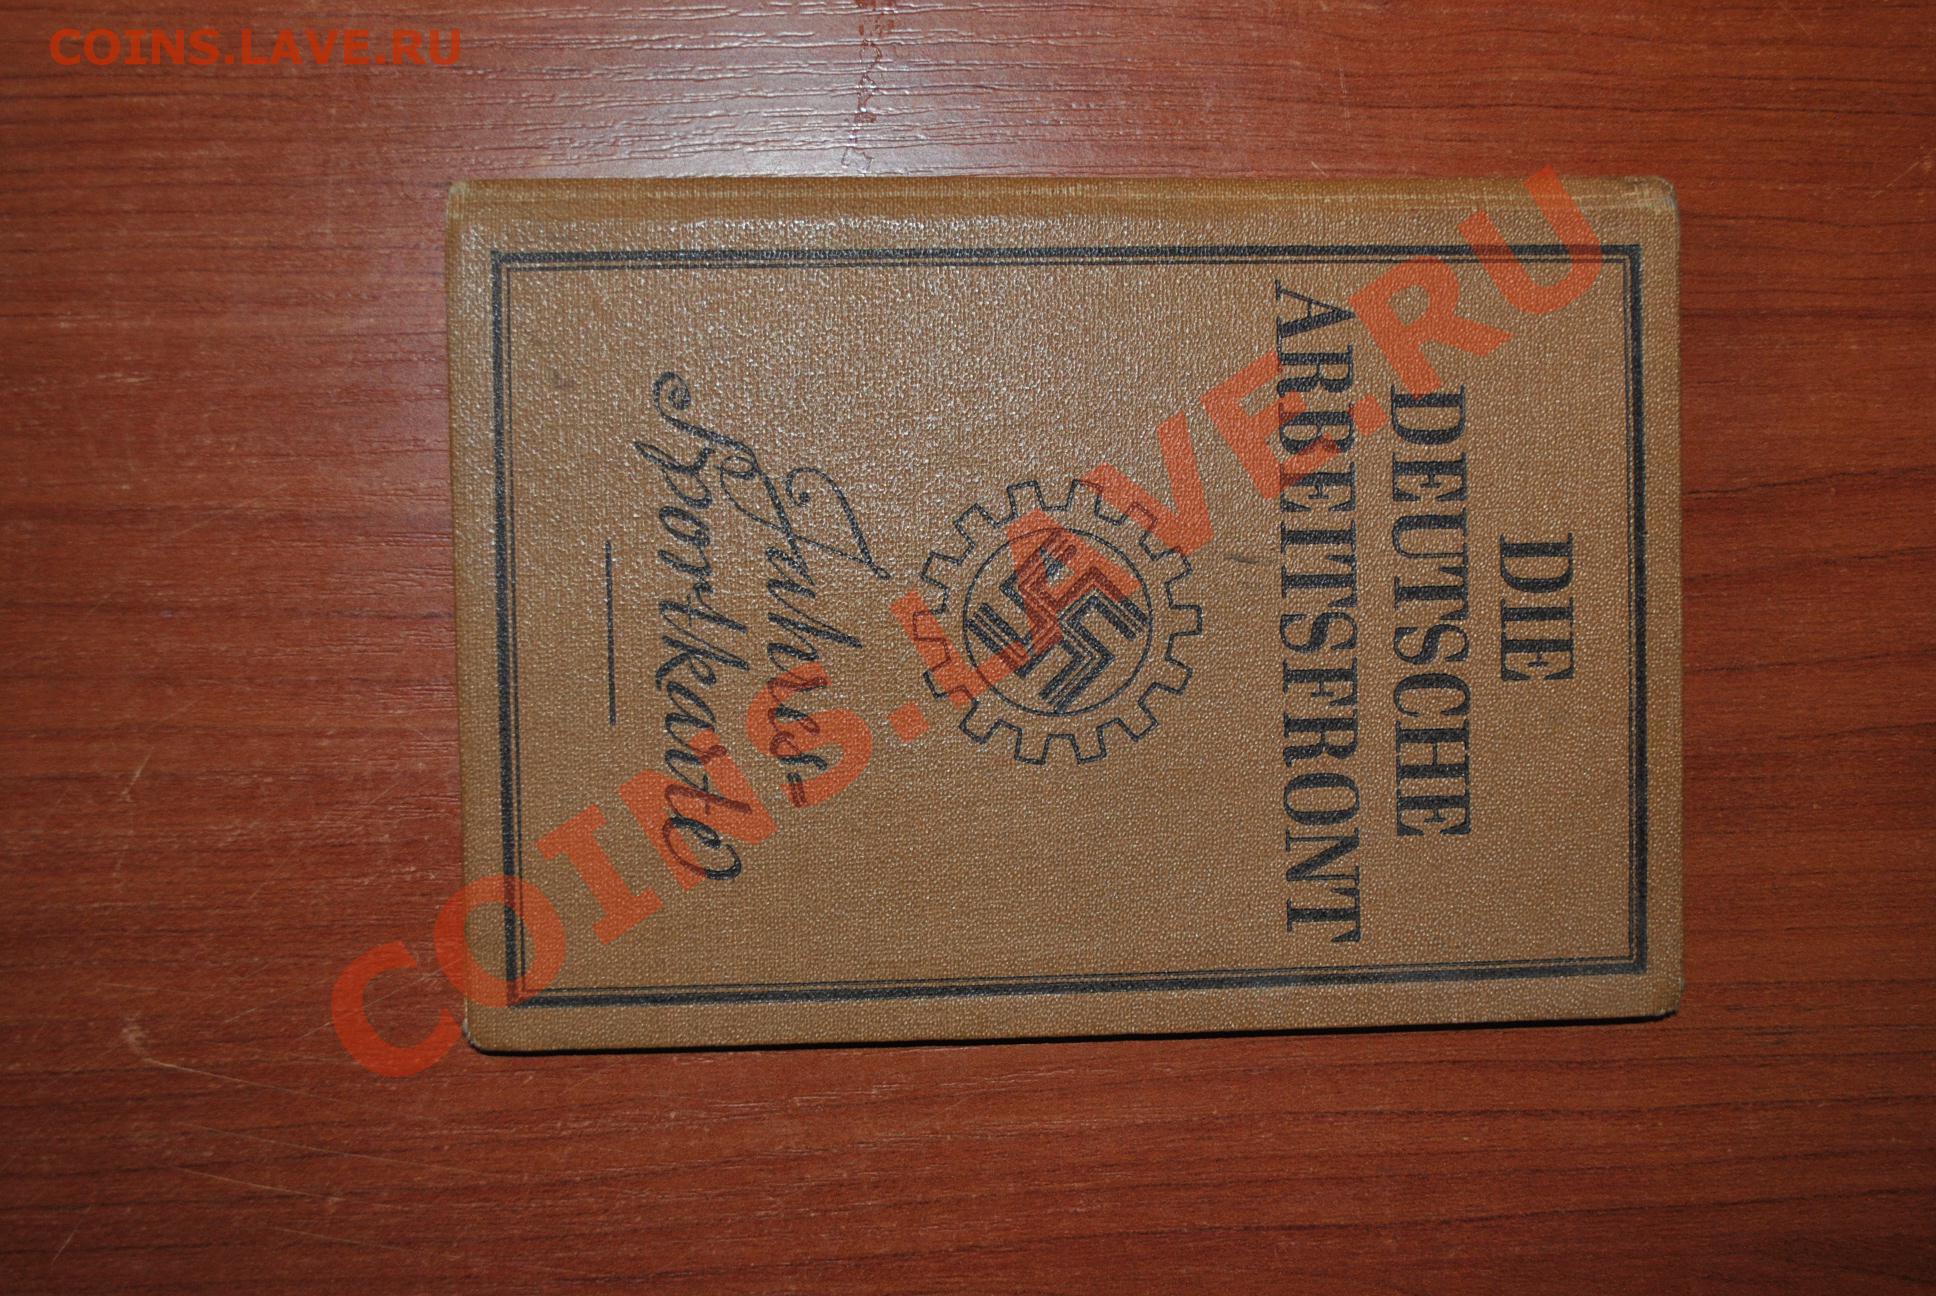 COINS.LAVE.RU
DIE
DEUTSCHE
ARBEITSFRONT
Jahres=
Sportkarte
COINS.LAVE.RU